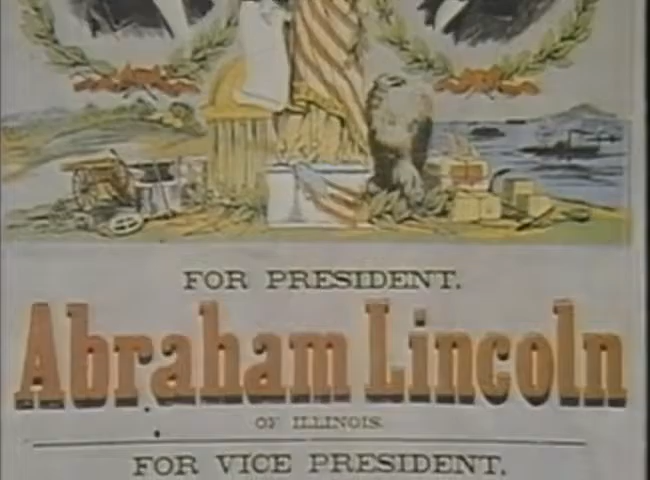 FOR PRESIDENT.
Abraham Lincoln
OF ILLINOIS.
FOR VICE PRESIDENT,